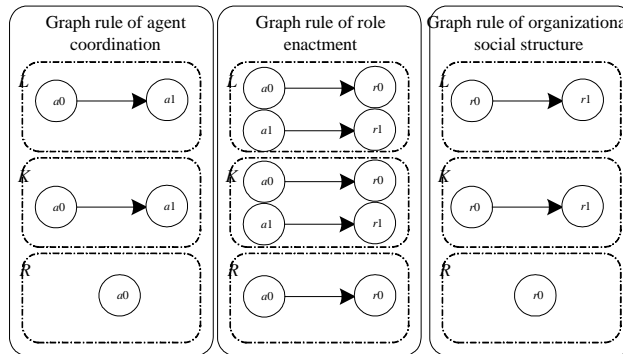 Graph rule of agent
coordination
L
a0 a1
K
a0 a1
R
a0
Graph rule of role
enactment
L
a0 r0
a1 r1
K
a0 r0
a1 r1
R
a0 r0
Graph rule of organizationa
social structure
L
r0 r1
K
r0 r1
R
r0